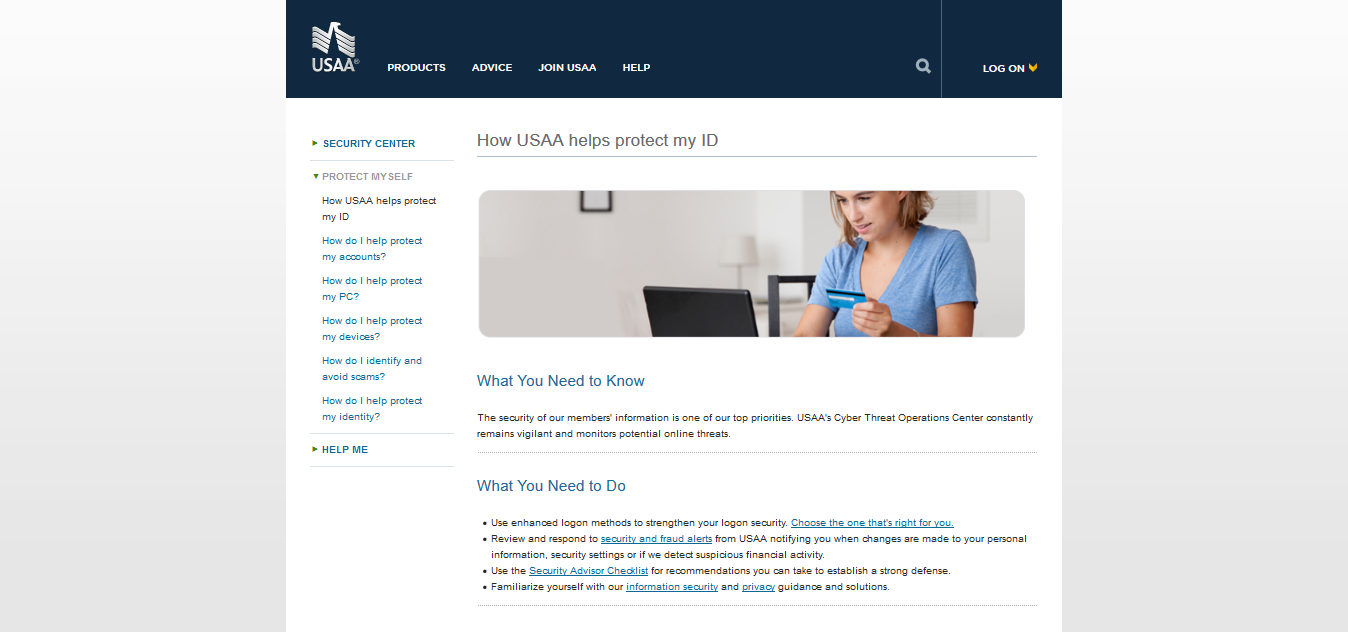 USAA®
PRODUCTS
ADVICE
JOIN USAA
HELP
LOG ON
SECURITY CENTER
PROTECT MYSELF
How USAA helps protect
my ID
How do I help protect
my accounts?
How do I help protect
my PC?
How do I help protect
my devices?
How do I identify and
avoid scams?
How do I help protect
my identity?
HELP ME
How USAA helps protect my ID
What You Need to Know
The security of our members' information is one of our top priorities. USAA's Cyber Threat Operations Center constantly
remains vigilant and monitors potential online threats.
What You Need to Do
• Use enhanced logon methods to strengthen your logon security. Choose the one that's right for you.
• Review and respond to security and fraud alerts from USAA notifying you when changes are made to your personal
information, security settings or if we detect suspicious financial activity.
• Use the Security Advisor Checklist for recommendations you can take to establish a strong defense.
• Familiarize yourself with our information security and privacy guidance and solutions.